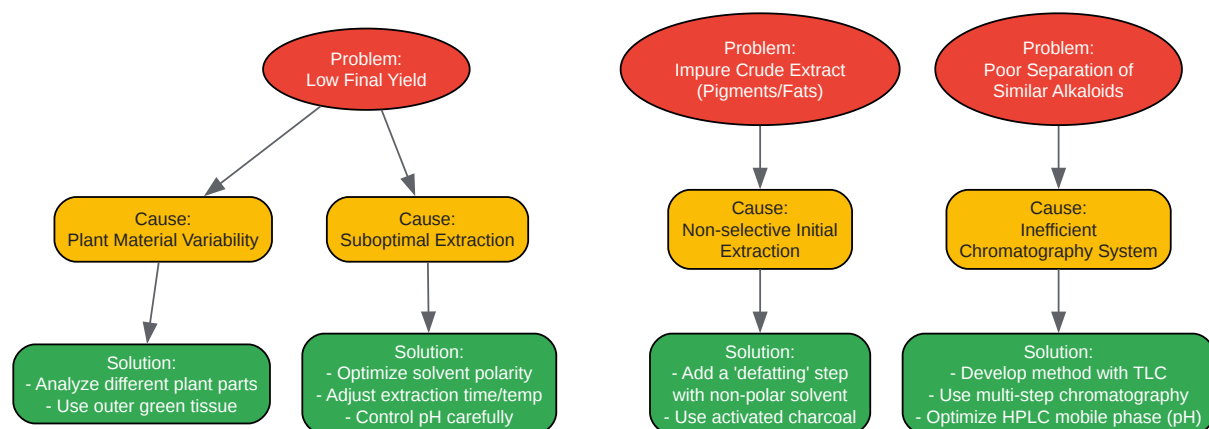 Problem:
Low Final Yield
Problem:
Impure Crude Extract
(Pigments/Fats)
Problem:
Poor Separation of
Similar Alkaloids
Cause:
Plant Material Variability
Cause:
Suboptimal Extraction
Cause:
Non-selective Initial
Extraction
Cause:
Inefficient
Chromatography System
Solution:
- Analyze different plant parts
- Use outer green tissue
Solution:
- Optimize solvent polarity
- Adjust extraction time/temp
- Control pH carefully
Solution:
- Add a 'defatting' step
with non-polar solvent
- Use activated charcoal
Solution:
- Develop method with TLC
- Use multi-step chromatography
- Optimize HPLC mobile phase (pH)